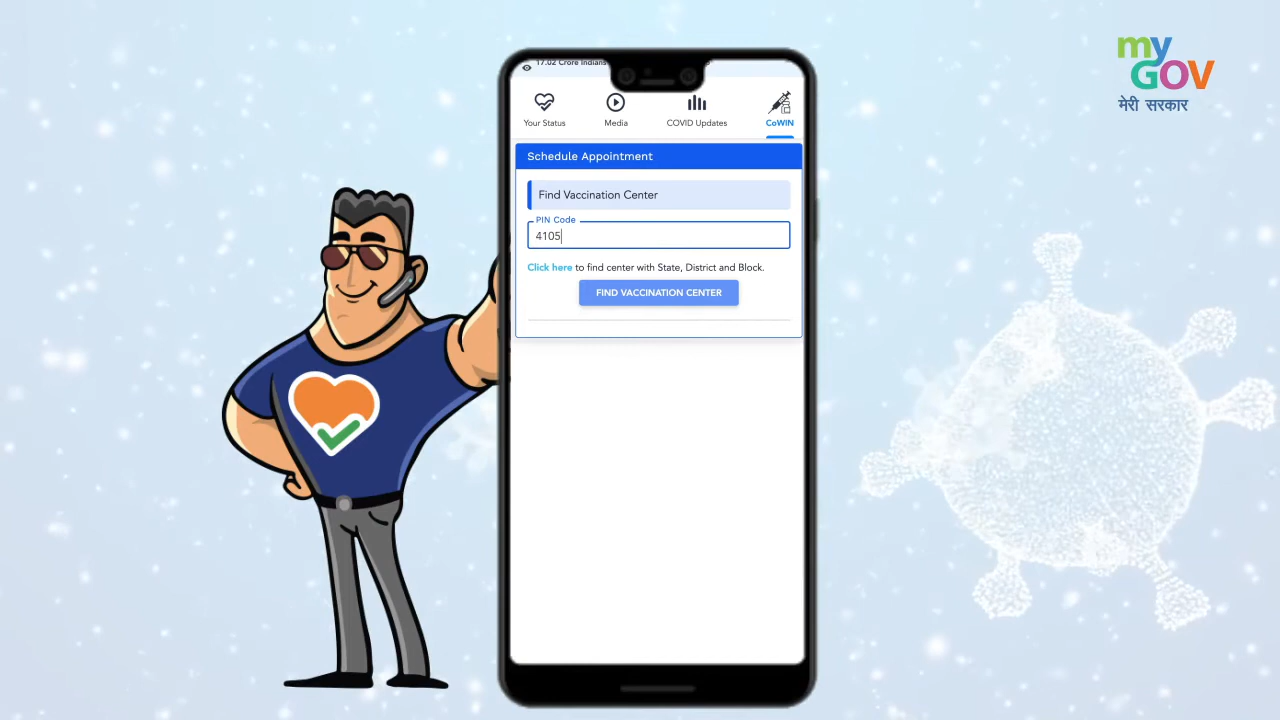 my
GOV
मेरी सरकार
17.02 Crore Indians
Your Status
Media
COVID Updates
CoWIN
Schedule Appointment
Find Vaccination Center
PIN Code
4105
Click here to find center with State, District and Block.
FIND VACCINATION CENTER